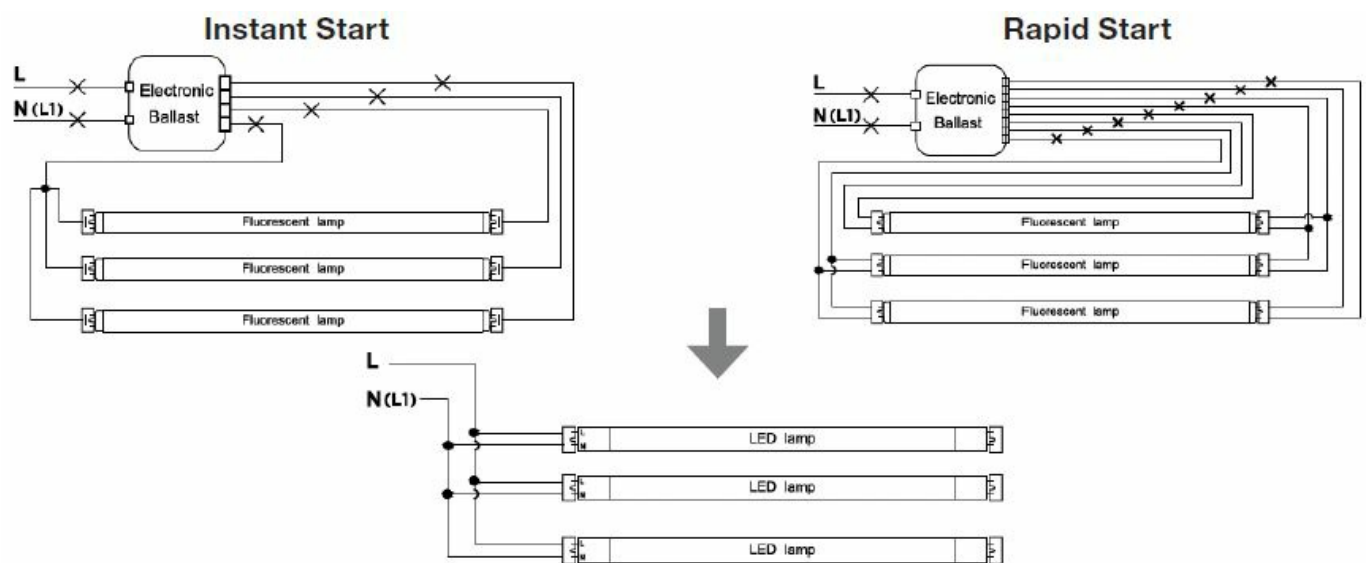 Instant Start
Rapid Start
L
N (L1)
Electronic
Ballast
L
N (L1)
Electronic
Ballast
Fluorescent lamp
Fluorescent lamp
Fluorescent lamp
Fluorescent lamp
Fluorescent lamp
Fluorescent lamp
L
N (L1)
L
N
LED lamp
L
N
LED lamp
L
N
LED lamp